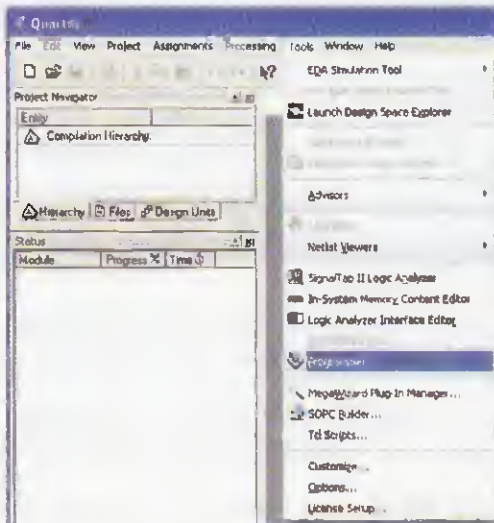 Quartus
File Edit View Project Assignments Processing Tools Window Help
Project Navigator
Entity
Compilation Hierarchy
Hierarchy Files Design Units
Status
Module Progress % Time
EDA Simulation Tool
Launch Design Space Explorer
Advisors
Netlist Viewers
SignalTap II Logic Analyzer
In-System Memory Content Editor
Logic Analyzer Interface Editor
Programmer
MegaWizard Plug-In Manager...
SOPC Builder...
Tcl Scripts...
Customize...
Options...
License Setup...